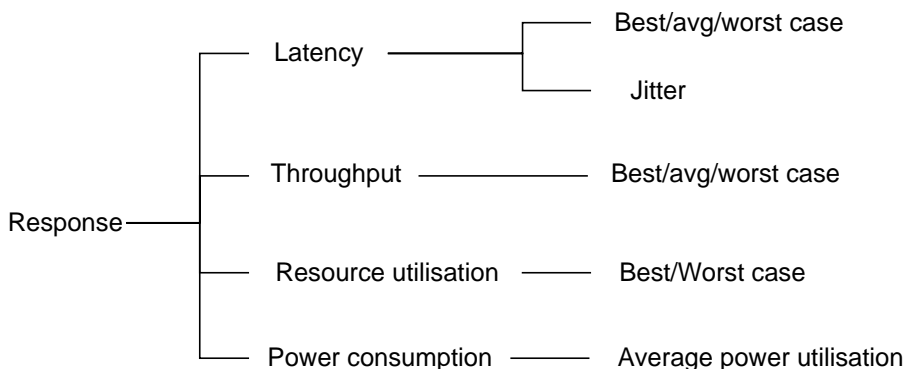 Best/avg/worst case
Latency
Jitter
Throughput
Best/avg/worst case
Response
Resource utilisation
Best/Worst case
Power consumption
Average power utilisation